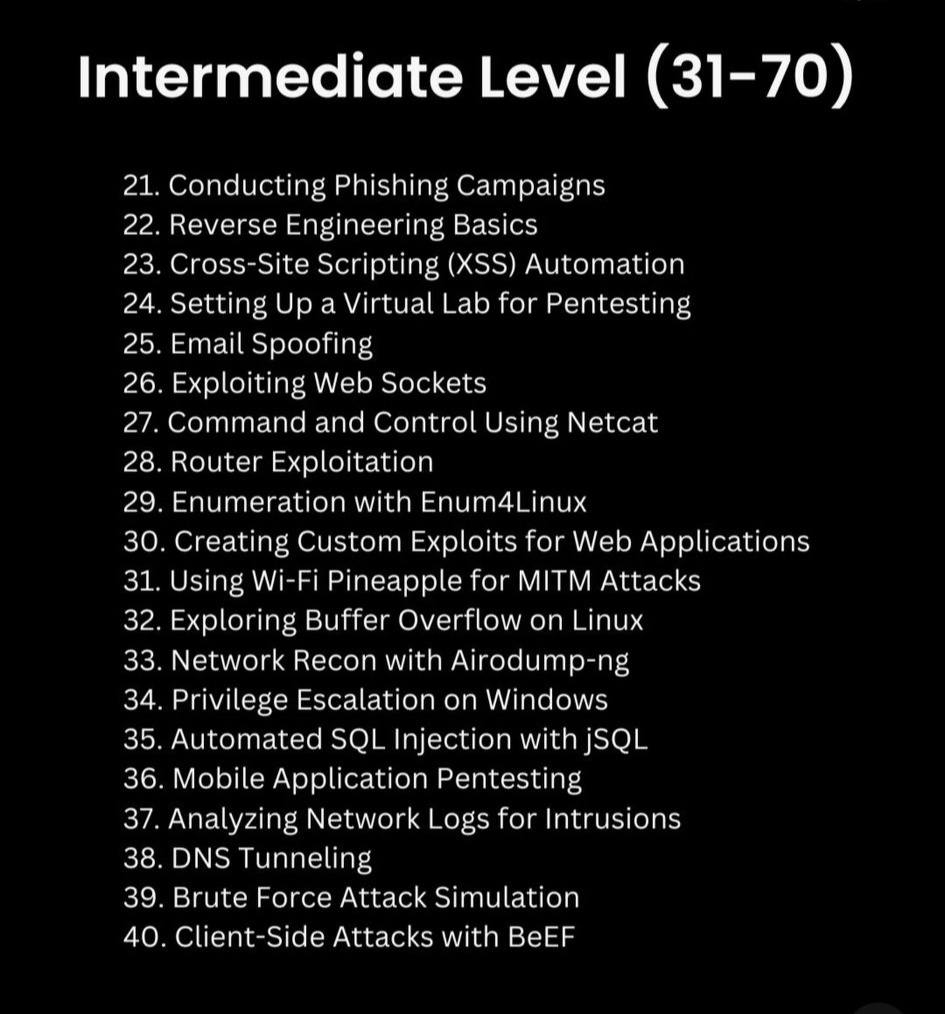 Intermediate Level (31-70)
21. Conducting Phishing Campaigns
22. Reverse Engineering Basics
23. Cross-Site Scripting (XSS) Automation
24. Setting Up a Virtual Lab for Pentesting
25. Email Spoofing
26. Exploiting Web Sockets
27. Command and Control Using Netcat
28. Router Exploitation
29. Enumeration with Enum4Linux
30. Creating Custom Exploits for Web Applications
31. Using Wi-Fi Pineapple for MITM Attacks
32. Exploring Buffer Overflow on Linux
33. Network Recon with Airodump-ng
34. Privilege Escalation on Windows
35. Automated SQL Injection with jSQL
36. Mobile Application Pentesting
37. Analyzing Network Logs for Intrusions
38. DNS Tunneling
39. Brute Force Attack Simulation
40. Client-Side Attacks with BeEF